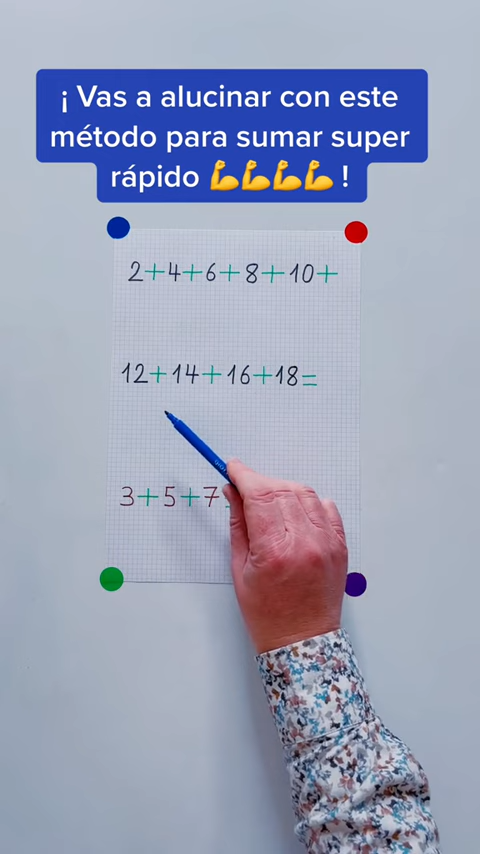 ¡ Vas a alucinar con este
método para sumar super
rápido 💪💪💪💪 !
2+4+6+8+10+
12+14+16+18=
3+5+7